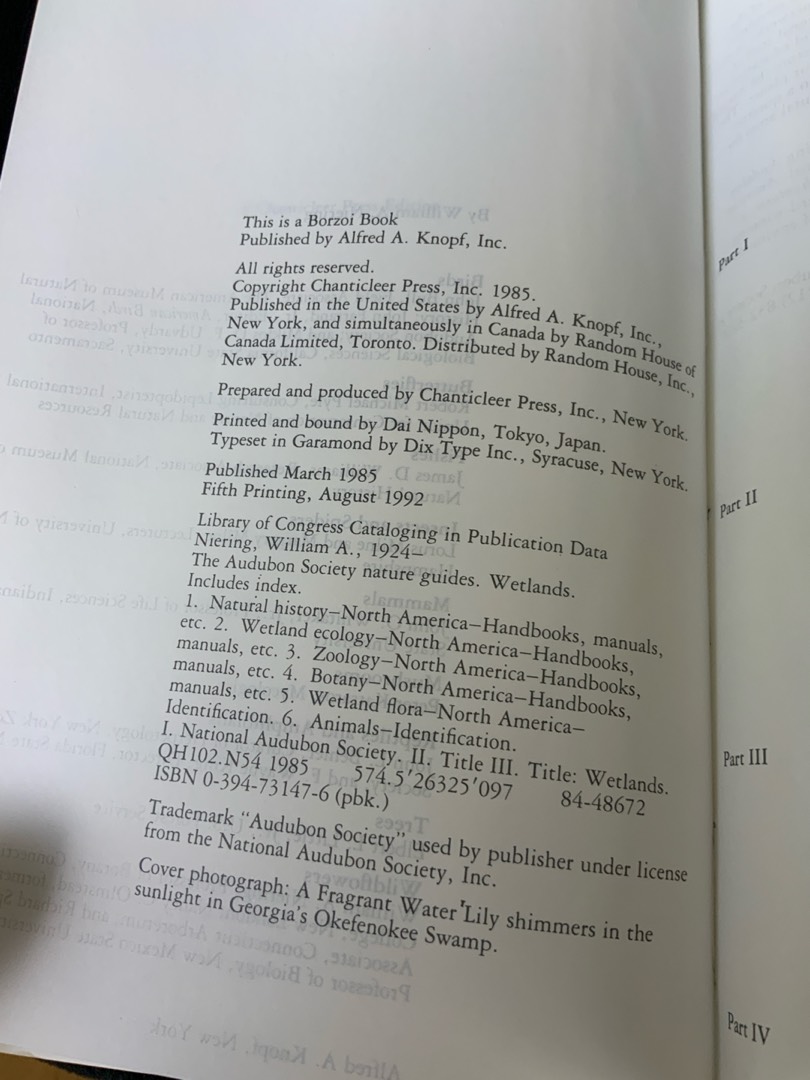 This is a Borzoi Book
Published by Alfred A. Knopf, Inc.
All rights reserved.
Copyright Chanticleer Press, Inc. 1985.
Published in the United States by Alfred A. Knopf, Inc.,
New York, and simultaneously in Canada by Random House of
Canada Limited, Toronto. Distributed by Random House, Inc.,
New York.
Prepared and produced by Chanticleer Press, Inc., New York.
Printed and bound by Dai Nippon, Tokyo, Japan.
Typeset in Garamond by Dix Type Inc., Syracuse, New York.
Published March 1985
Fifth Printing, August 1992
Library of Congress Cataloging in Publication Data
Niering, William A., 1924–
The Audubon Society nature guides. Wetlands.
Includes index.
1. Natural history—North America—Handbooks, manuals,
etc. 2. Wetland ecology—North America—Handbooks,
manuals, etc. 3. Zoology—North America—Handbooks,
manuals, etc. 4. Botany—North America—Handbooks,
manuals, etc. 5. Wetland flora—North America—
Identification. 6. Animals—Identification.
I. National Audubon Society. II. Title III. Title: Wetlands.
QH102.N54 1985 574.5'26325'097 84-48672
ISBN 0-394-73147-6 (pbk.)
Trademark “Audubon Society” used by publisher under license
from the National Audubon Society, Inc.
Cover photograph: A Fragrant Water Lily shimmers in the
sunlight in Georgia's Okefenokee Swamp.
Part I
Part II
Part III
Part IV